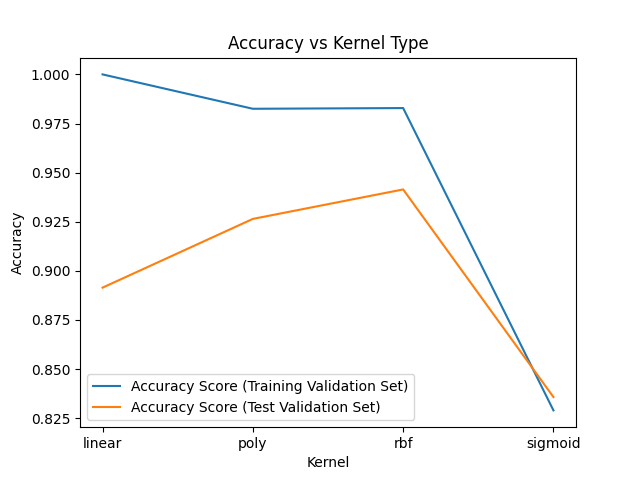 Accuracy vs Kernel Type
1.000
0.975
0.950
0.925
0.900
0.875
0.850
0.825
Accuracy
Accuracy Score (Training Validation Set)
Accuracy Score (Test Validation Set)
linear poly rbf sigmoid
Kernel